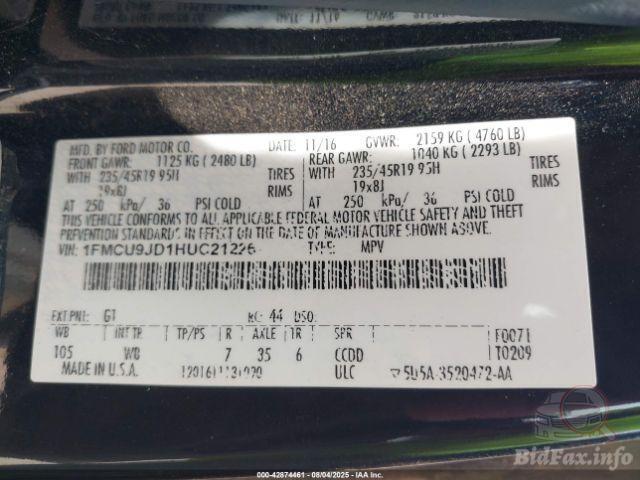 MFD. BY FORD MOTOR CO. DATE: 11/16 GVWR: 2159 KG (4760 LB)
FRONT GAWR: 1125 KG (2480 LB) REAR GAWR: 1040 KG (2293 LB)
WITH 235/45R19 95H TIRES WITH 235/45R19 95H TIRES
19x8J RIMS 19x8J RIMS
AT 250 kPa/ 36 PSI COLD AT 250 kPa/ 36 PSI COLD
THIS VEHICLE CONFORMS TO ALL APPLICABLE FEDERAL MOTOR VEHICLE SAFETY AND THEFT
PREVENTION STANDARDS IN EFFECT ON THE DATE OF MANUFACTURE SHOWN ABOVE.
VIN: 1FMCU9JD1HUC21226 TYPE: MPV
EXT PNT: GT RC: 44 DSO:
WB INT TR TP/PS R AXLE TR SPR F0071
105 WB 7 35 6 CCDD T0209
MADE IN U.S.A. ULC 5U5A-3520472-AA
BidFax.info
000-42874461 08/04/2025 IAA Inc.